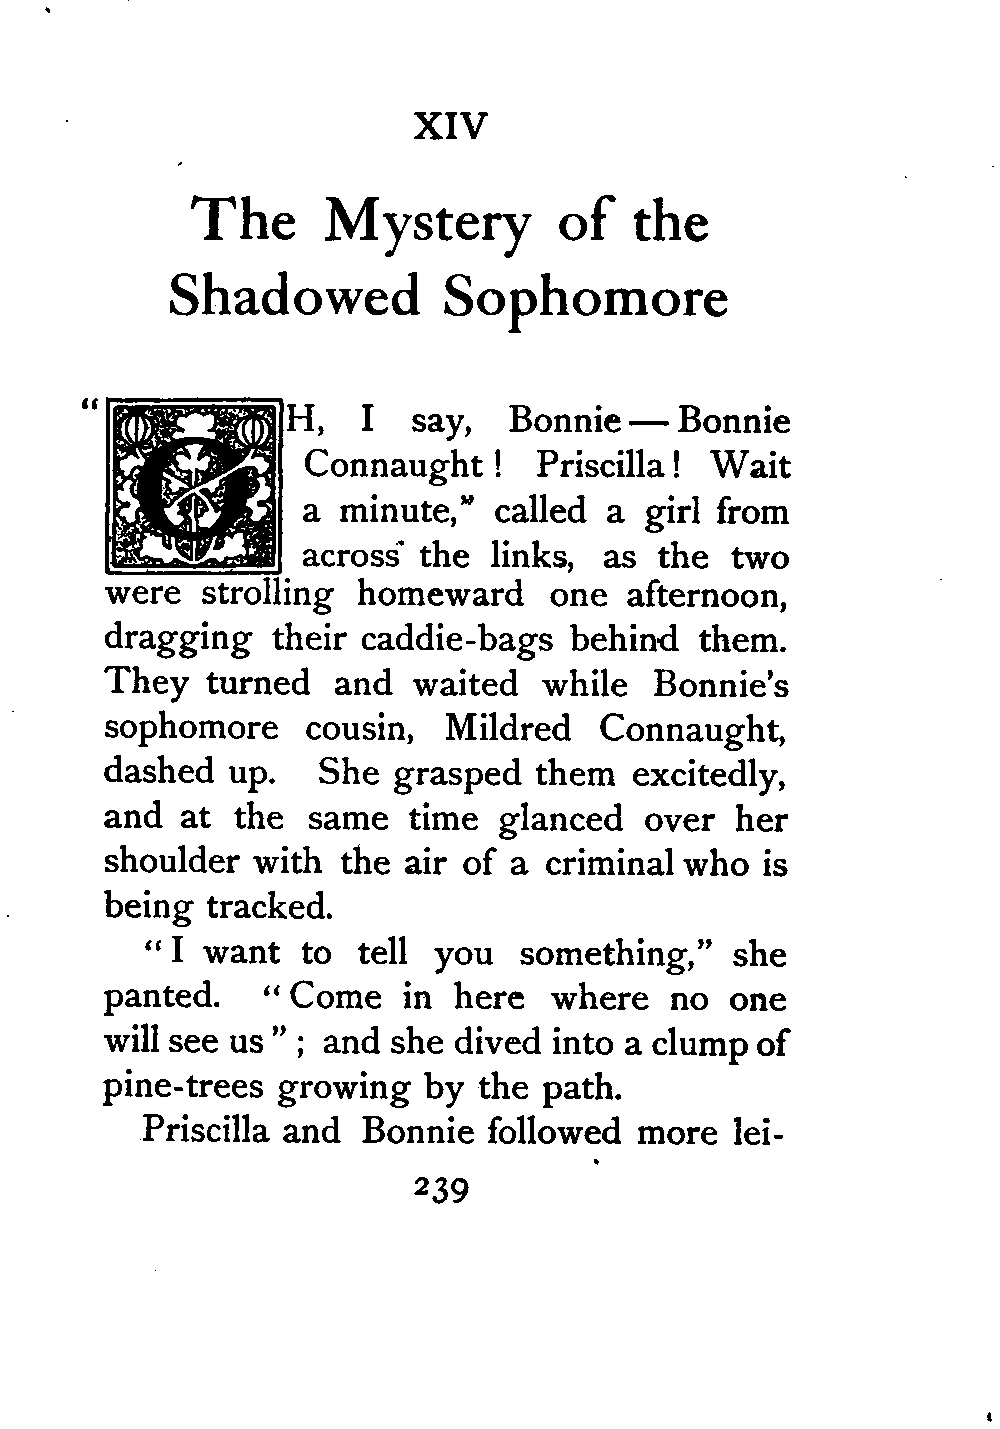 XIV
The Mystery of the
Shadowed Sophomore
“OH, I say, Bonnie — Bonnie
Connaught! Priscilla! Wait
a minute,” called a girl from
across the links, as the two
were strolling homeward one afternoon,
dragging their caddie-bags behind them.
They turned and waited while Bonnie’s
sophomore cousin, Mildred Connaught,
dashed up. She grasped them excitedly,
and at the same time glanced over her
shoulder with the air of a criminal who is
being tracked.
“I want to tell you something,” she
panted. “Come in here where no one
will see us”; and she dived into a clump of
pine-trees growing by the path.
Priscilla and Bonnie followed more lei-
239